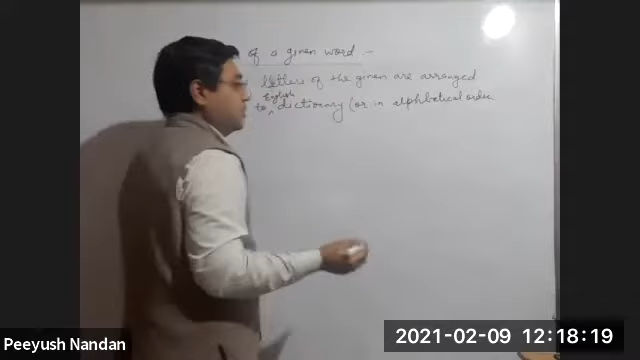 of a given word :-
letters of the given are arranged
English
to ^ dictionary (or in alphbetical order
Peeyush Nandan
2021-02-09 12:18:19